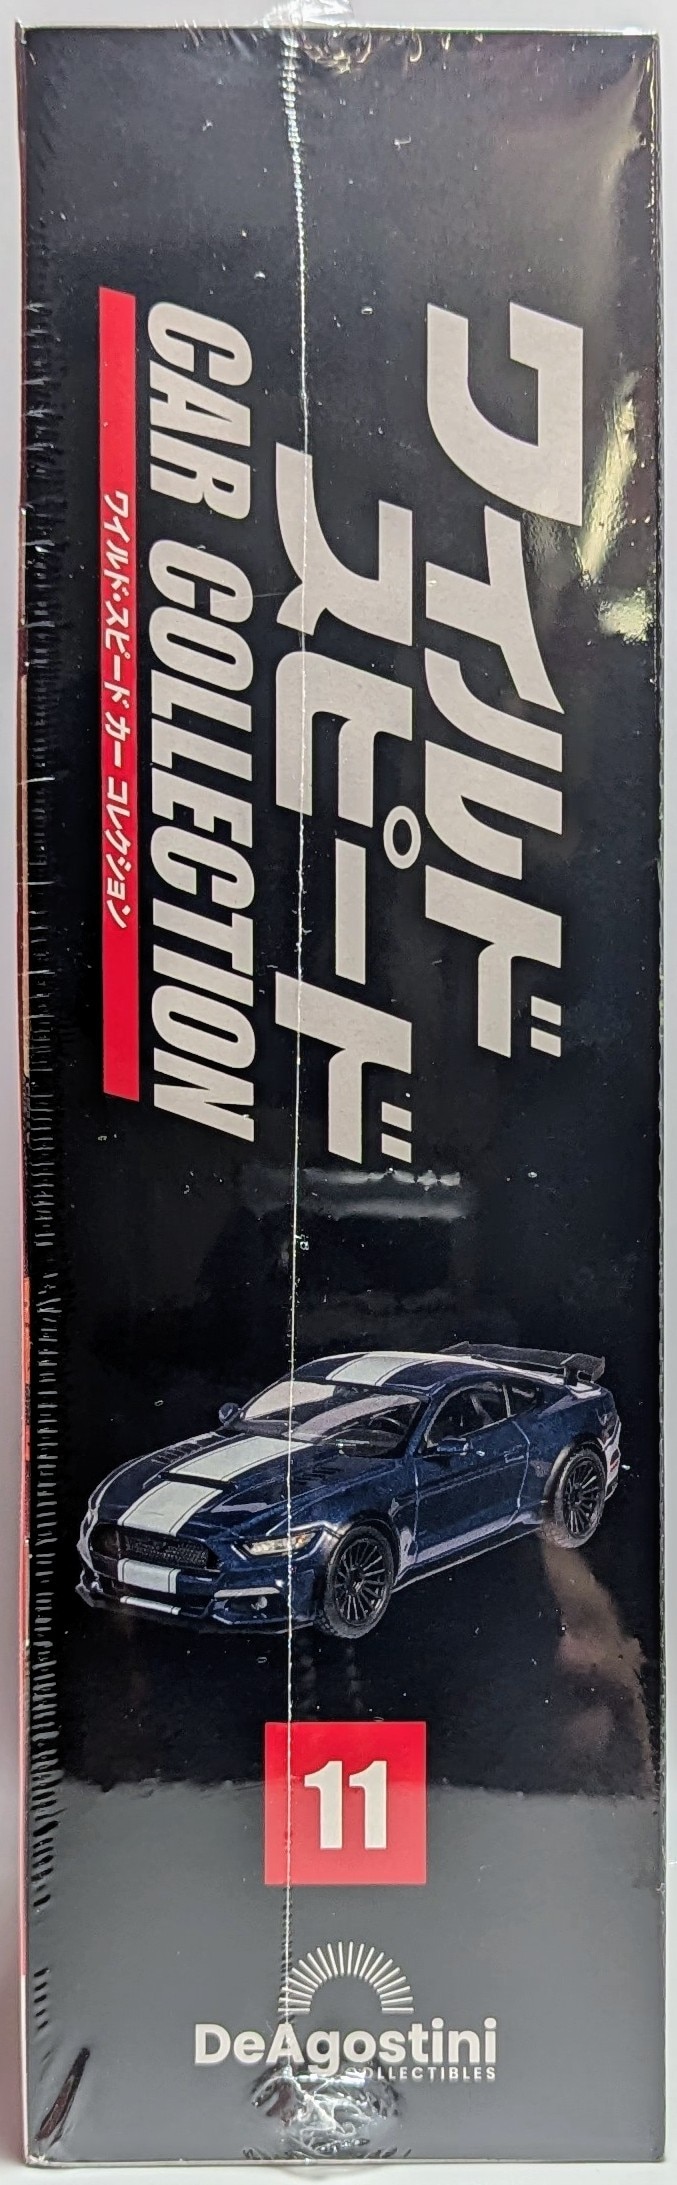 ワイルド
スピード
CAR COLLECTION
ワイルド・スピード カー コレクション
11
DeAgostini
COLLECTIBLES